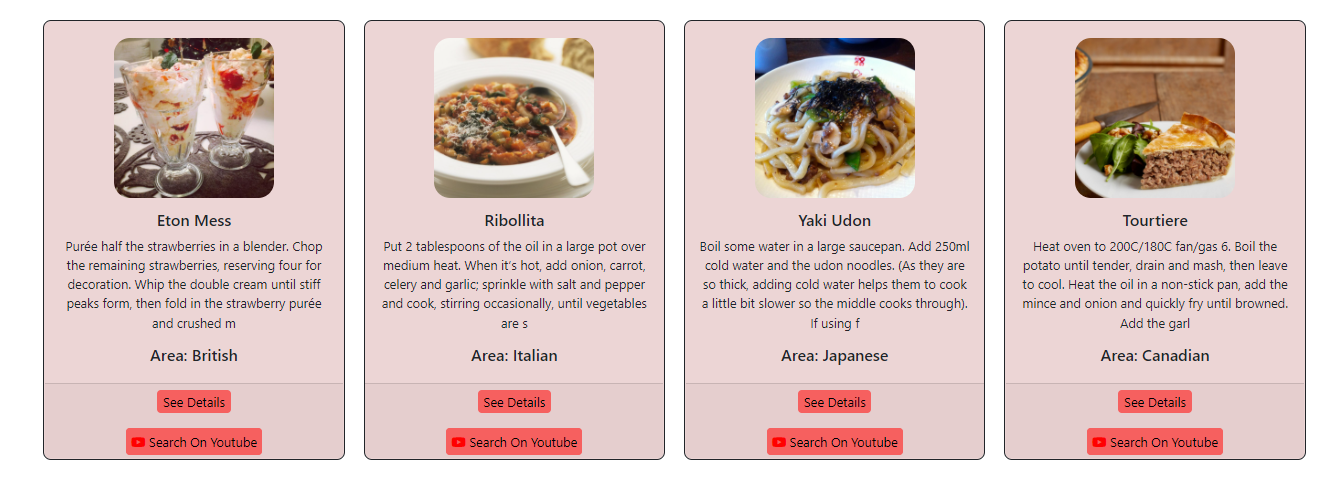 Eton Mess
Purée half the strawberries in a blender. Chop
the remaining strawberries, reserving four for
decoration. Whip the double cream until stiff
peaks form, then fold in the strawberry purée
and crushed m
Area: British
See Details
Search On Youtube
Ribollita
Put 2 tablespoons of the oil in a large pot over
medium heat. When it's hot, add onion, carrot,
celery and garlic; sprinkle with salt and pepper
and cook, stirring occasionally, until vegetables
are s
Area: Italian
See Details
Search On Youtube
Yaki Udon
Boil some water in a large saucepan. Add 250ml
cold water and the udon noodles. (As they are
so thick, adding cold water helps them to cook
a little bit slower so the middle cooks through).
If using f
Area: Japanese
See Details
Search On Youtube
Tourtiere
Heat oven to 200C/180C fan/gas 6. Boil the
potato until tender, drain and mash, then leave
to cool. Heat the oil in a non-stick pan, add the
mince and onion and quickly fry until browned.
Add the garl
Area: Canadian
See Details
Search On Youtube